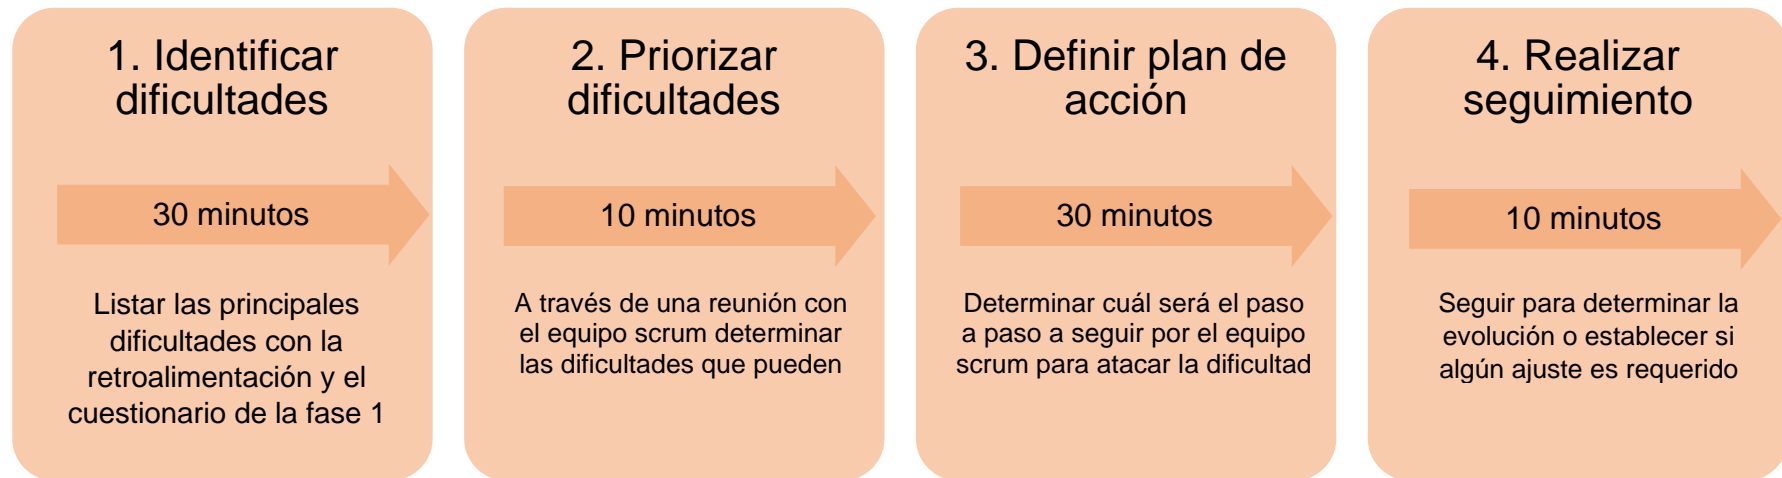 1. Identificar
dificultades
30 minutos
Listar las principales
dificultades con la
retroalimentación y el
cuestionario de la fase 1
2. Priorizar
dificultades
10 minutos
A través de una reunión con
el equipo scrum determinar
las dificultades que pueden
3. Definir plan de
acción
30 minutos
Determinar cuál será el paso
a paso a seguir por el equipo
scrum para atacar la dificultad
4. Realizar
seguimiento
10 minutos
Seguir para determinar la
evolución o establecer si
algún ajuste es requerido